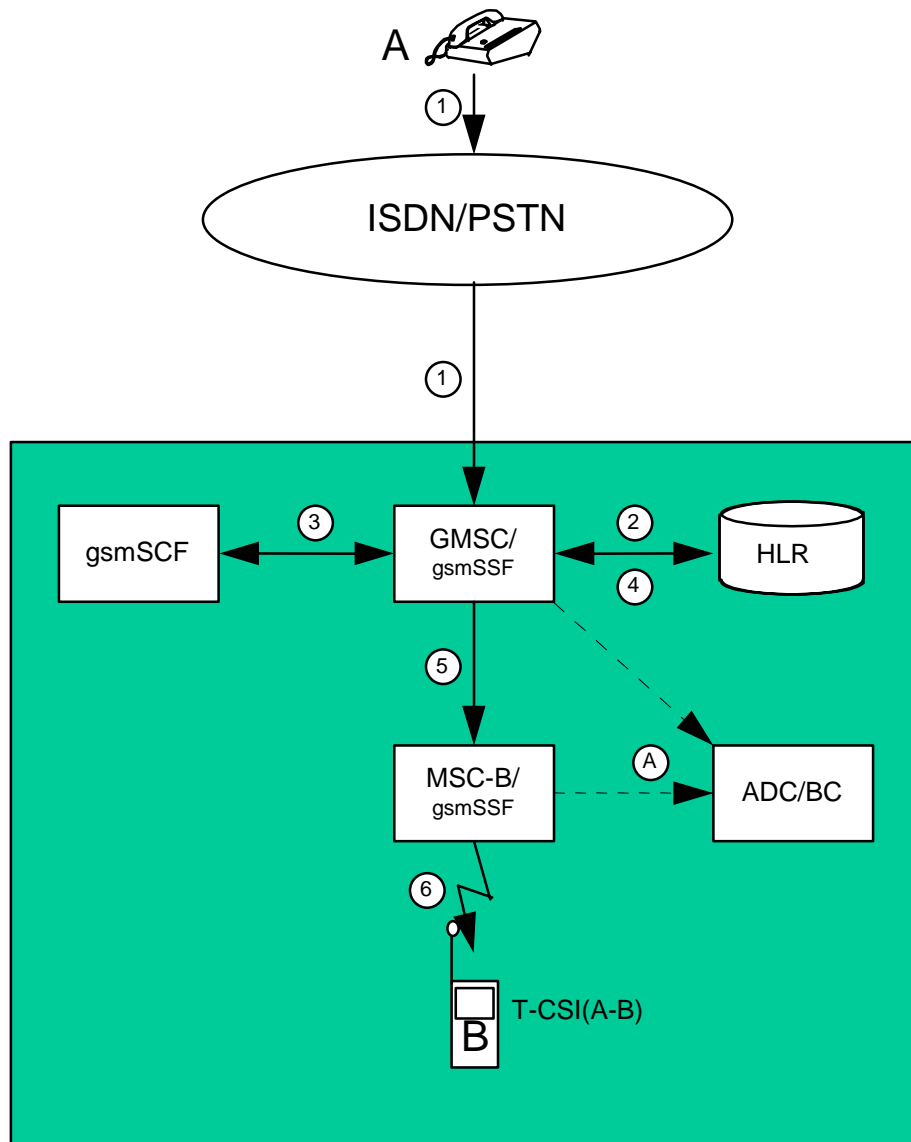 A
1
ISDN/PSTN
1
gsmSCF
3
GMSC/
gsmSSF
2
4
HLR
5
MSC-B/
gsmSSF
A
ADC/BC
6
B
T-CSI(A-B)